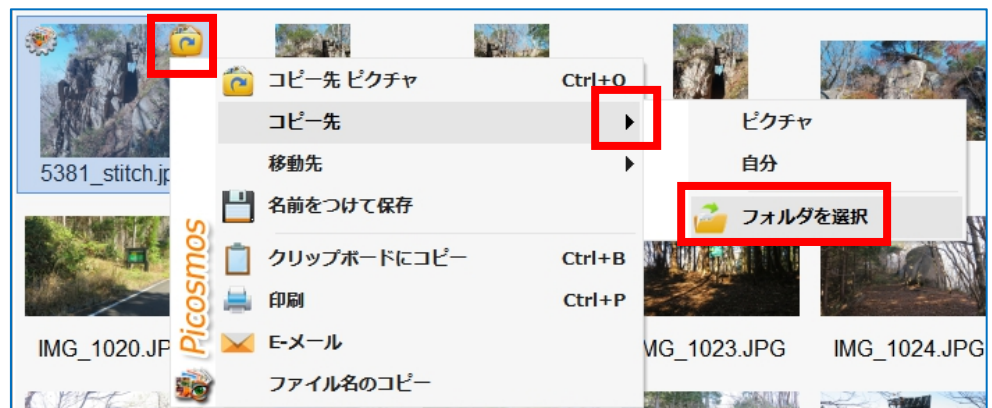 コピー先 ピクチャ Ctrl+O
コピー先
ピクチャ
移動先
自分
5381_stitch.jp
名前をつけて保存
フォルダを選択
クリップボードにコピー Ctrl+B
印刷 Ctrl+P
Picosmos
E-メール
IMG_1020.JP
MG_1023.JPG
IMG_1024.JPG
ファイル名のコピー